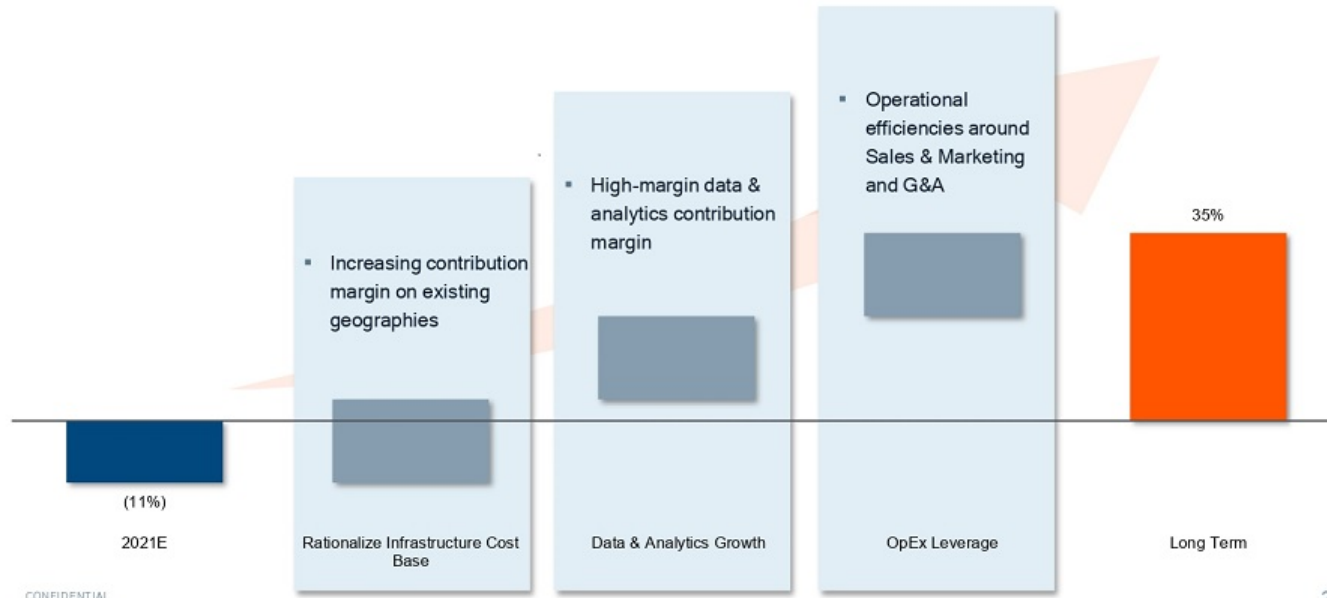 ▪ Operational
efficiencies around
Sales & Marketing
and G&A
▪ High-margin data &
analytics contribution
margin
▪ Increasing contribution
margin on existing
geographies
35%
(11%)
2021E
Rationalize Infrastructure Cost
Base
Data & Analytics Growth
OpEx Leverage
Long Term
CONFIDENTIAL